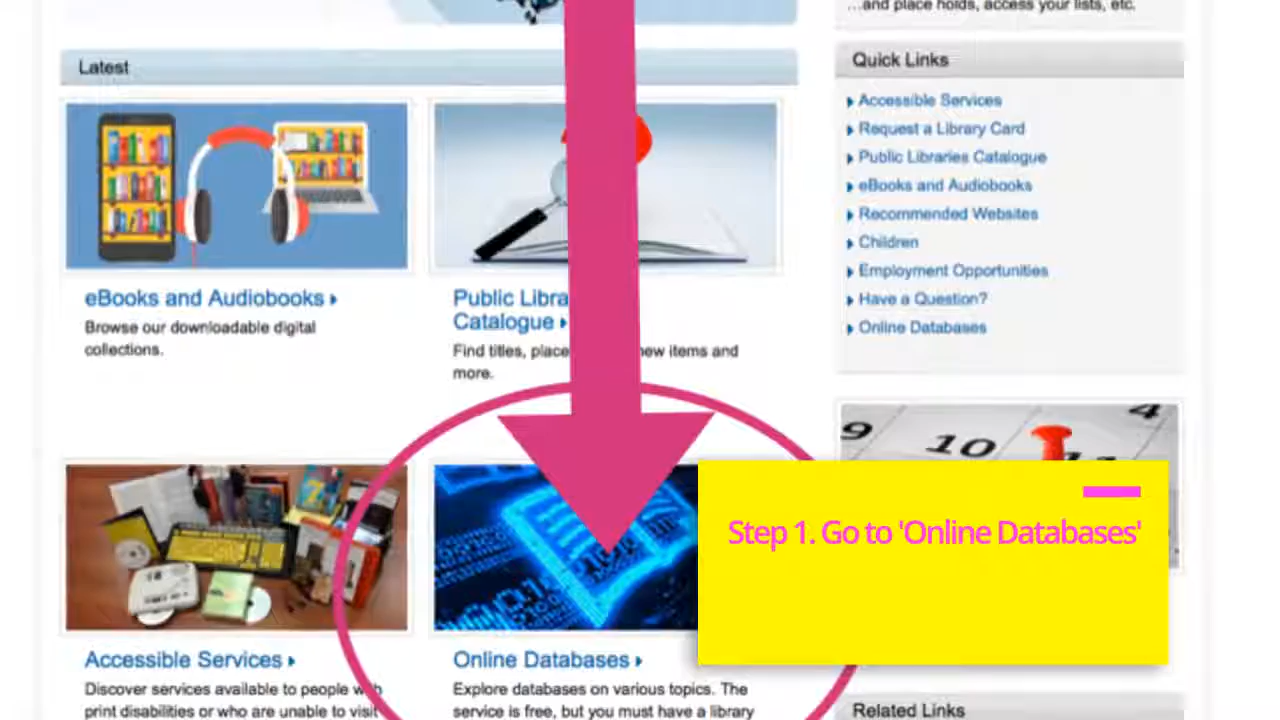 ...and place holds, access your lists, etc.
Latest
Quick Links
Accessible Services
Request a Library Card
Public Libraries Catalogue
eBooks and Audiobooks
Recommended Websites
Children
Employment Opportunities
Have a Question?
Online Databases
eBooks and Audiobooks
Browse our downloadable digital
collections.
Public Libra
Catalogue
Find titles, place new items and
more.
9 10 11 4
Step 1. Go to 'Online Databases'
Accessible Services
Discover services available to people with
print disabilities or who are unable to visit
Online Databases
Explore databases on various topics. The
service is free, but you must have a library
Related Links